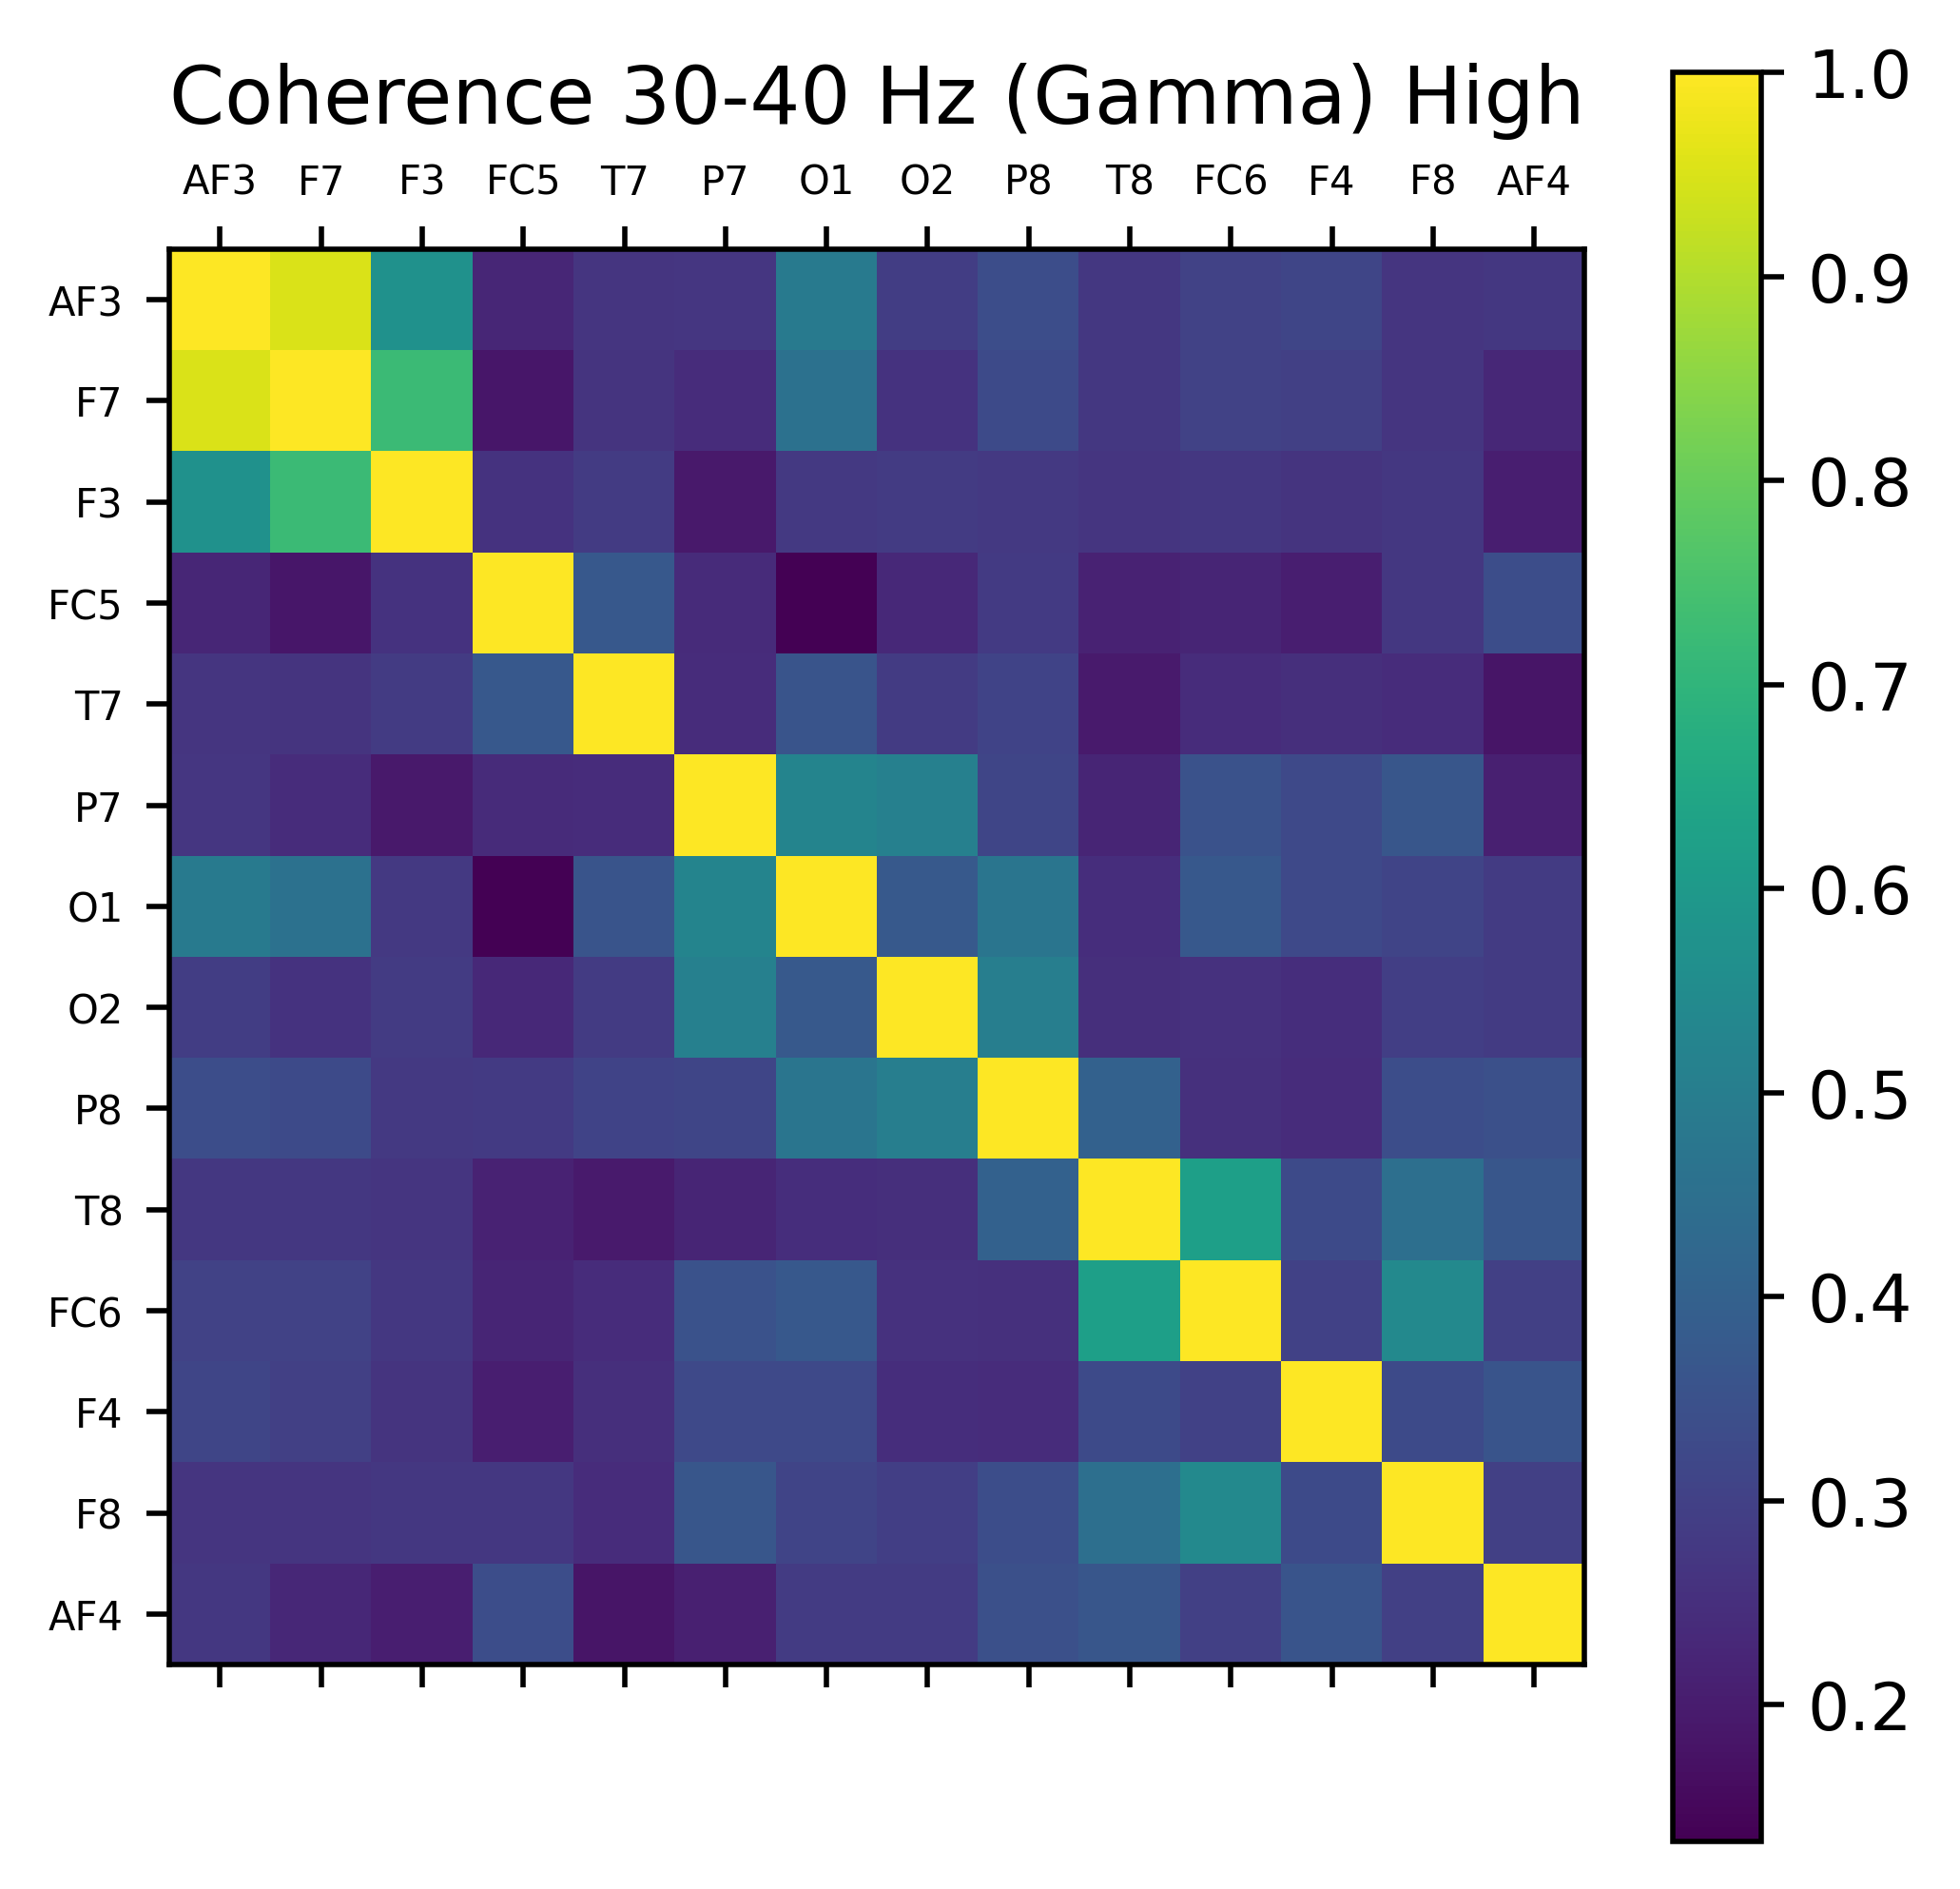 Coherence 30-40 Hz (Gamma) High
AF3 F7 F3 FC5 T7 P7 O1 O2 P8 T8 FC6 F4 F8 AF4
AF3
F7
F3
FC5
T7
P7
O1
O2
P8
T8
FC6
F4
F8
AF4
1.0
0.9
0.8
0.7
0.6
0.5
0.4
0.3
0.2